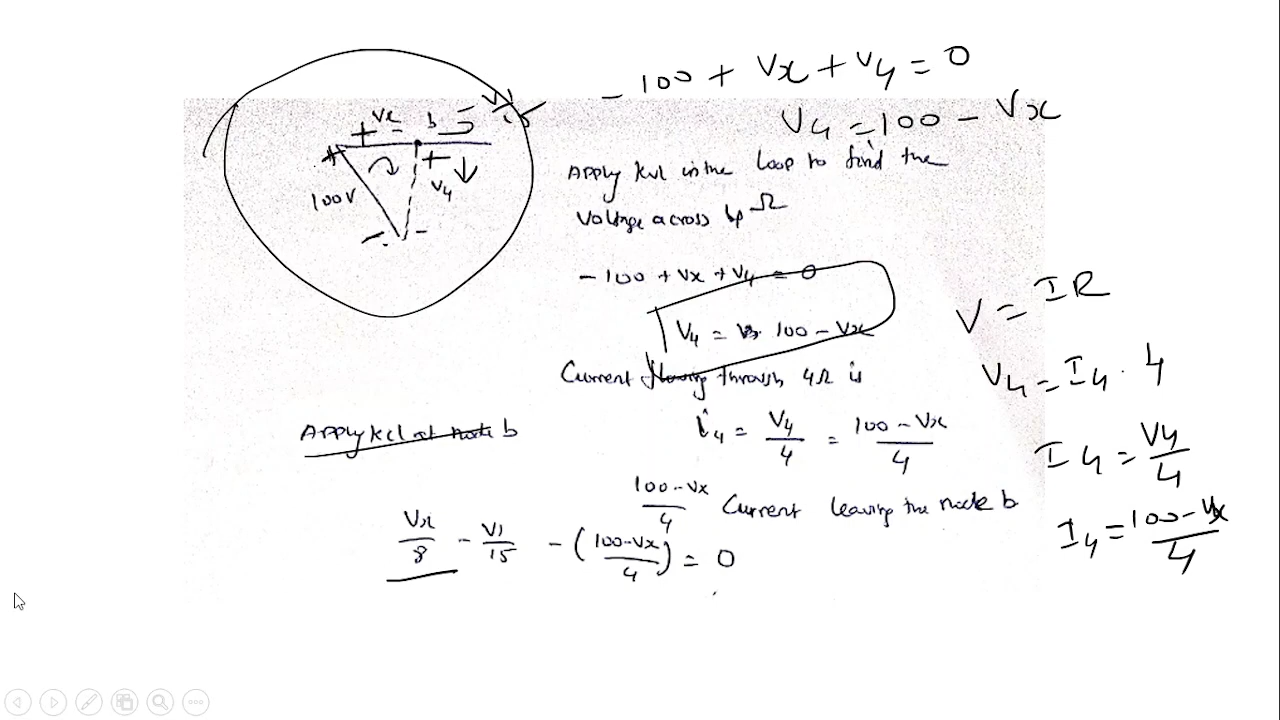 - 100 + Vx + V4 = 0
V4 = 100 - Vx
+ Vx - b
100V + V4
- -
Apply kvl in the loop to find the
Voltage across 4 Ω
- 100 + Vx + V4 = 0
V4 = 100 - Vx
V = IR
Current through 4Ω is
V4 = I4 . 4
i4 = V4/4 = (100 - Vx)/4
Apply kcl at node b
I4 = V4/4
(100 - Vx)/4 Current leaving the node b
I4 = (100 - Vx)/4
Vx/8 - V1/15 - ((100-Vx)/4) = 0